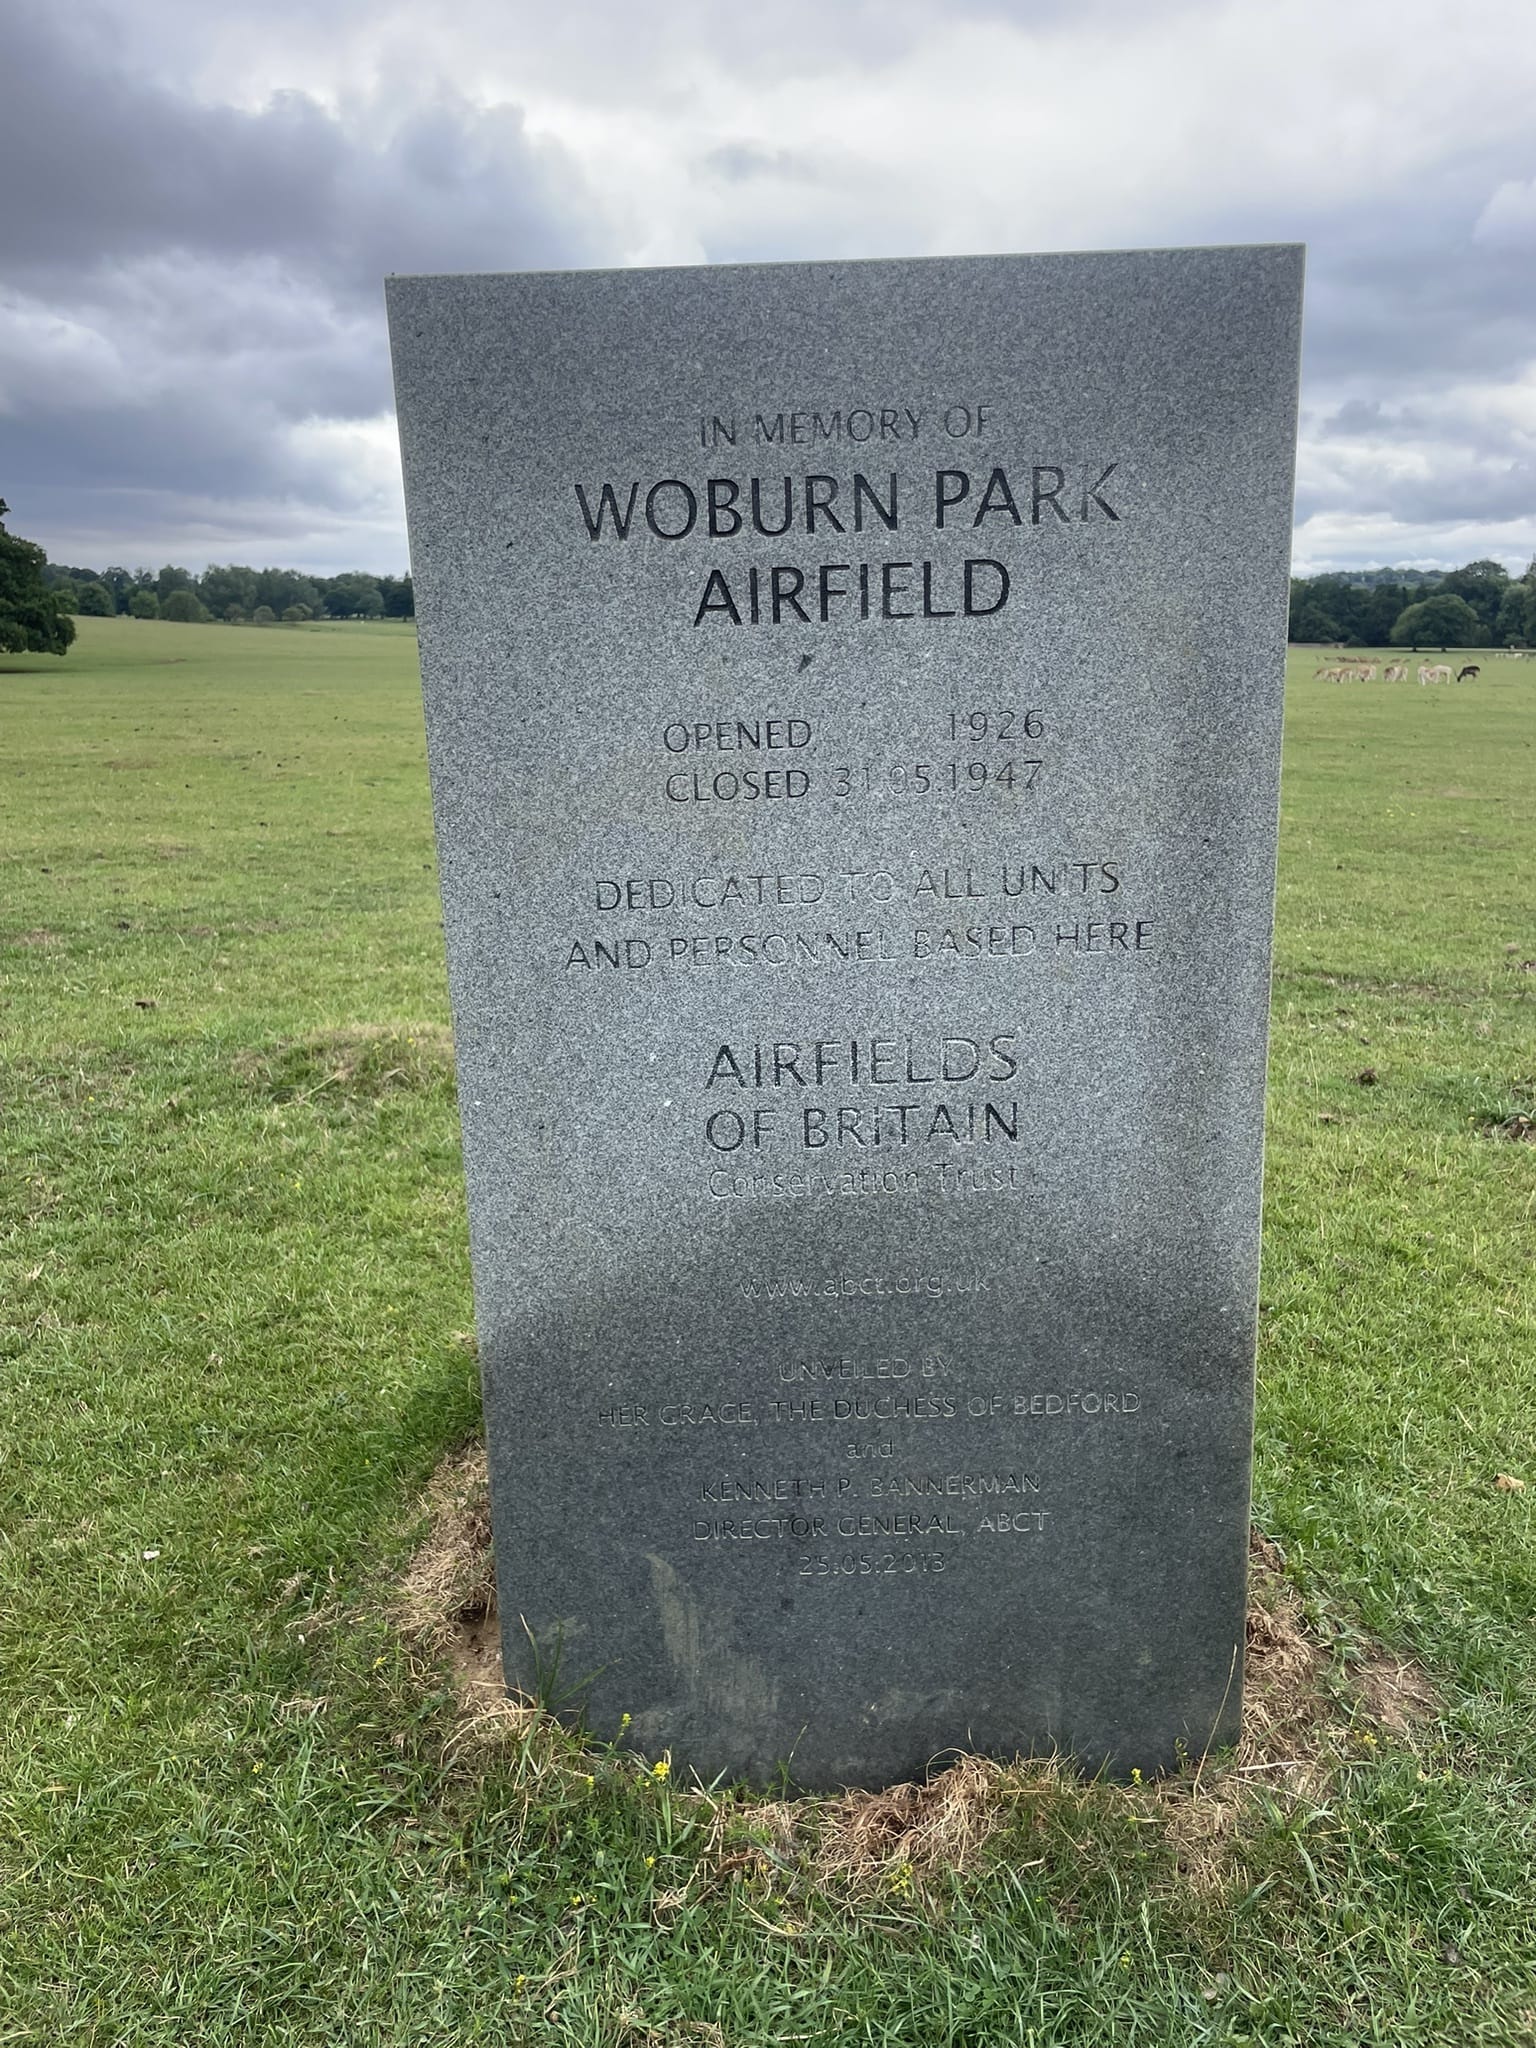 IN MEMORY OF
WOBURN PARK
AIRFIELD
OPENED 1926
CLOSED 31.05.1947
DEDICATED TO ALL UNITS
AND PERSONNEL BASED HERE
AIRFIELDS
OF BRITAIN
Conservation Trust
www.abct.org.uk
UNVEILED BY
HER GRACE, THE DUCHESS OF BEDFORD
and
KENNETH P. BANNERMAN
DIRECTOR GENERAL, ABCT
25.05.2013